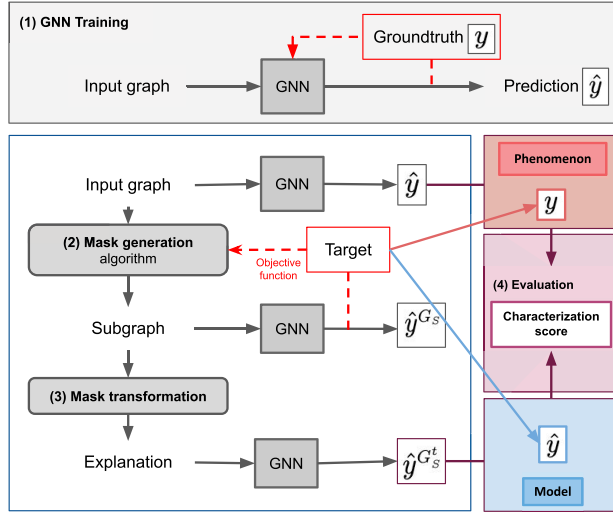 (1) GNN Training
Groundtruth y
Input graph
GNN
Prediction ŷ
Phenomenon
Input graph
GNN
ŷ
y
(2) Mask generation
algorithm
Objective
function
Target
(4) Evaluation
Characterization
score
Subgraph
GNN
ŷ^{G_S}
(3) Mask transformation
Explanation
GNN
ŷ^{G_S^t}
ŷ
Model